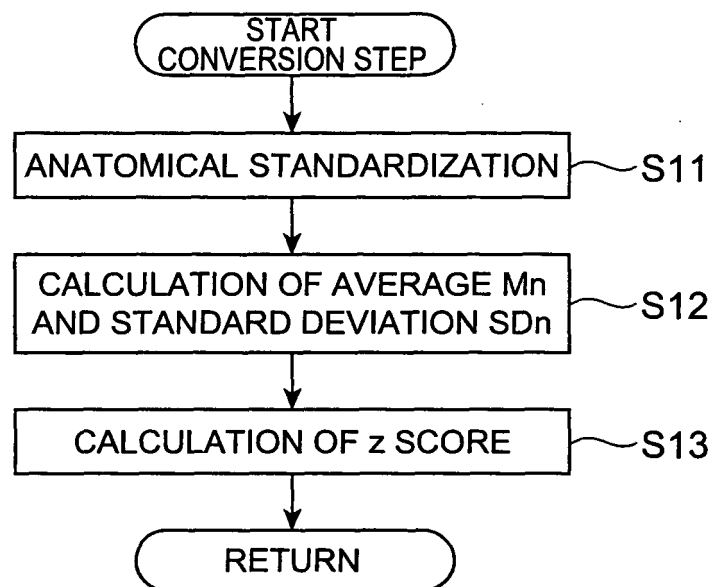 START
CONVERSION STEP
ANATOMICAL STANDARDIZATION
S11
CALCULATION OF AVERAGE Mn
AND STANDARD DEVIATION SDn
S12
CALCULATION OF z SCORE
S13
RETURN